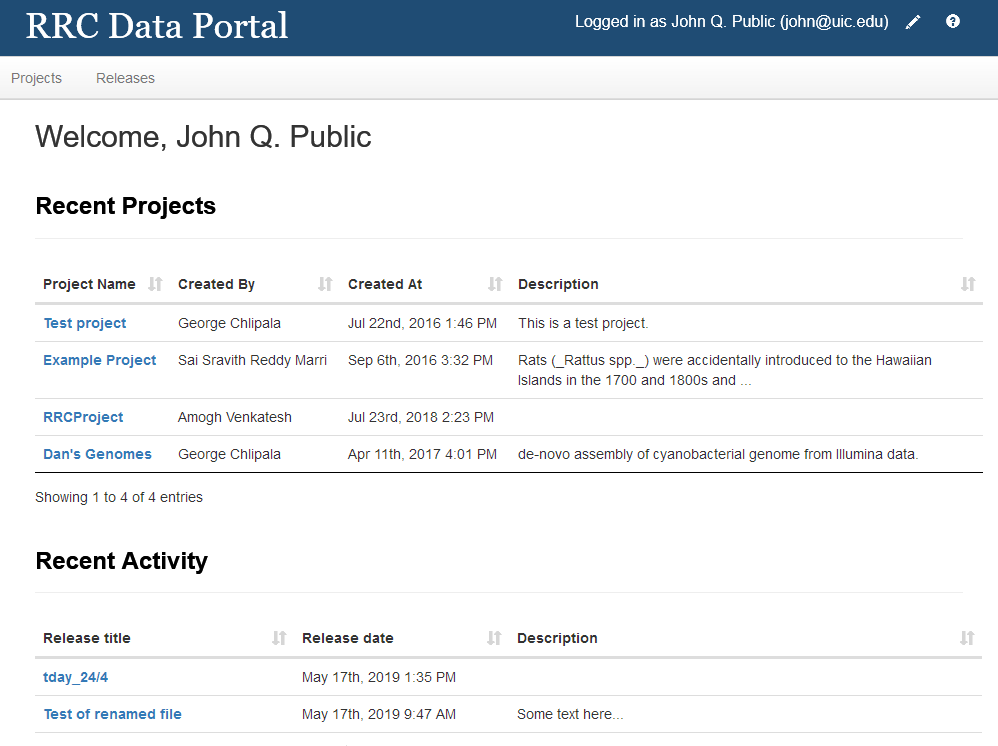 RRC Data Portal
Logged in as John Q. Public (john@uic.edu)
Projects Releases
Welcome, John Q. Public
Recent Projects
Project Name Created By Created At Description
Test project George Chlipala Jul 22nd, 2016 1:46 PM This is a test project.
Example Project Sai Sravith Reddy Marri Sep 6th, 2016 3:32 PM Rats (_Rattus spp._) were accidentally introduced to the Hawaiian
Islands in the 1700 and 1800s and ...
RRCProject Amogh Venkatesh Jul 23rd, 2018 2:23 PM
Dan's Genomes George Chlipala Apr 11th, 2017 4:01 PM de-novo assembly of cyanobacterial genome from Illumina data.
Showing 1 to 4 of 4 entries
Recent Activity
Release title Release date Description
tday_24/4 May 17th, 2019 1:35 PM
Test of renamed file May 17th, 2019 9:47 AM Some text here...